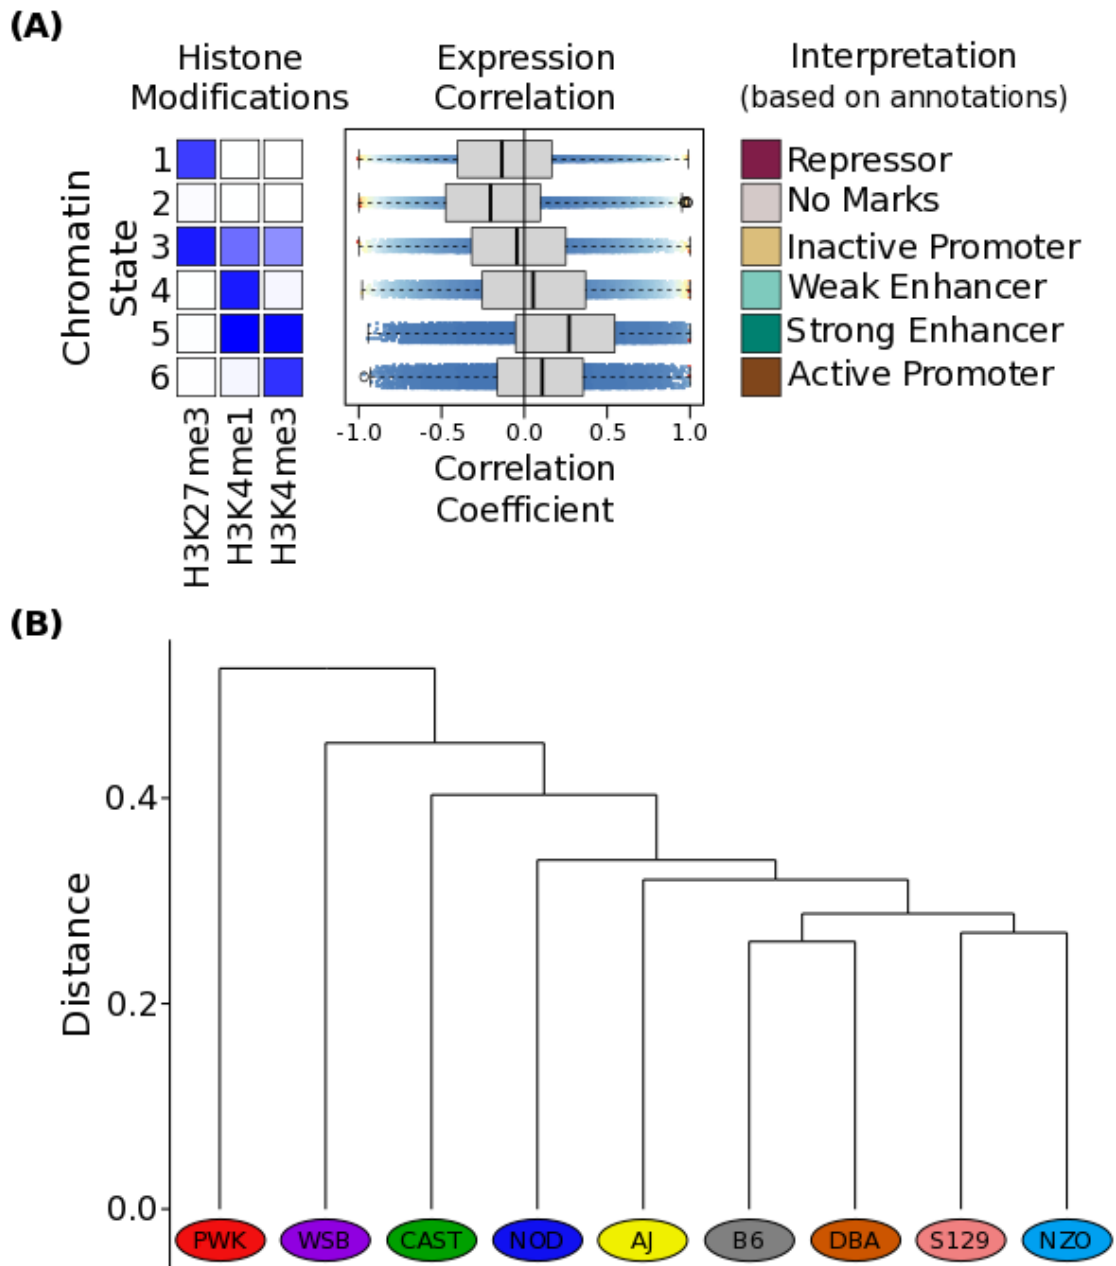 (A)
Histone
Modifications
Expression
Correlation
Interpretation
(based on annotations)
Chromatin
State
1
2
3
4
5
6
H3K27me3
H3K4me1
H3K4me3
-1.0
-0.5
0.0
0.5
1.0
Correlation
Coefficient
Repressor
No Marks
Inactive Promoter
Weak Enhancer
Strong Enhancer
Active Promoter
(B)
Distance
0.4
0.2
0.0
PWK
WSB
CAST
NOD
AJ
B6
DBA
S129
NZO